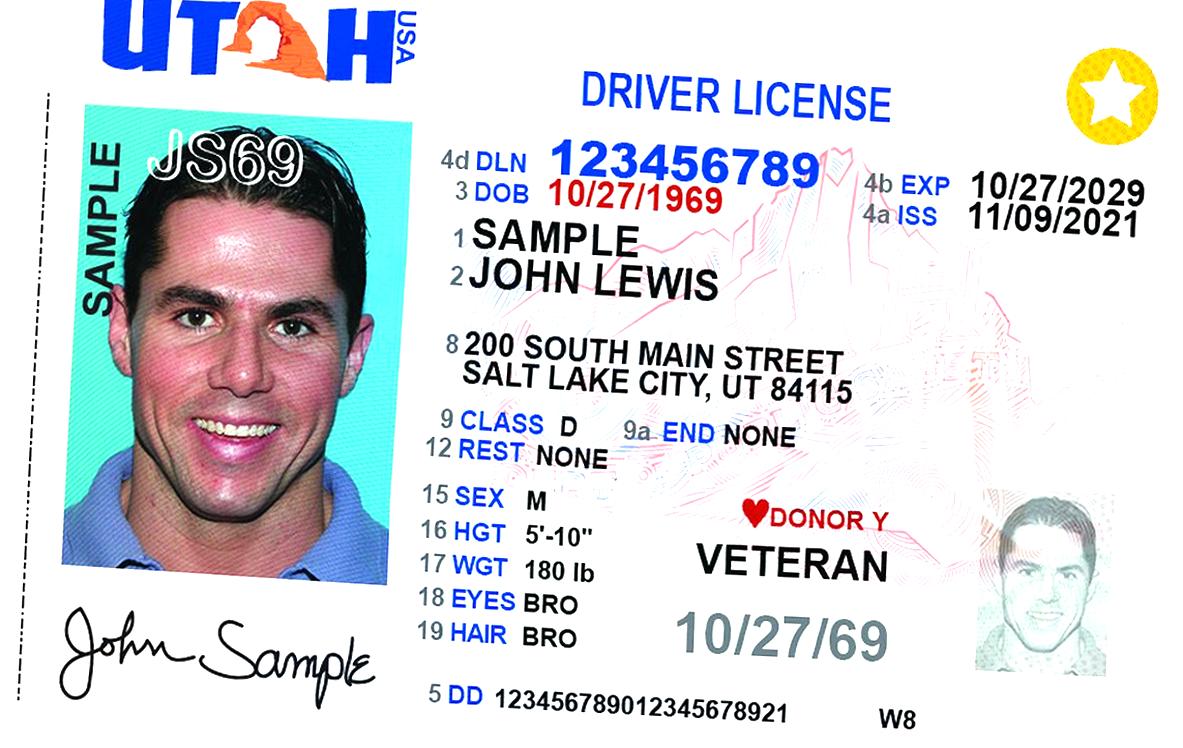 UTAH USA
DRIVER LICENSE
SAMPLE
JS69
4d DLN 123456789
3 DOB 10/27/1969
4b EXP 10/27/2029
4a ISS 11/09/2021
1 SAMPLE
2 JOHN LEWIS
8 200 SOUTH MAIN STREET
SALT LAKE CITY, UT 84115
9 CLASS D 9a END NONE
12 REST NONE
15 SEX M
16 HGT 5'-10"
17 WGT 180 lb
18 EYES BRO
19 HAIR BRO
DONOR Y
VETERAN
10/27/69
John Sample
5 DD 123456789012345678921 W8